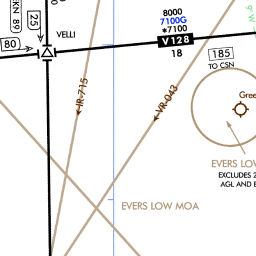 KN 89
25
VELLI
80
8000
7100G
*7100
V128
18
185
TO CSN
Gree
IR-715
VR-043
EVERS LOW
EXCLUDES 2
AGL AND B
EVERS LOW MOA